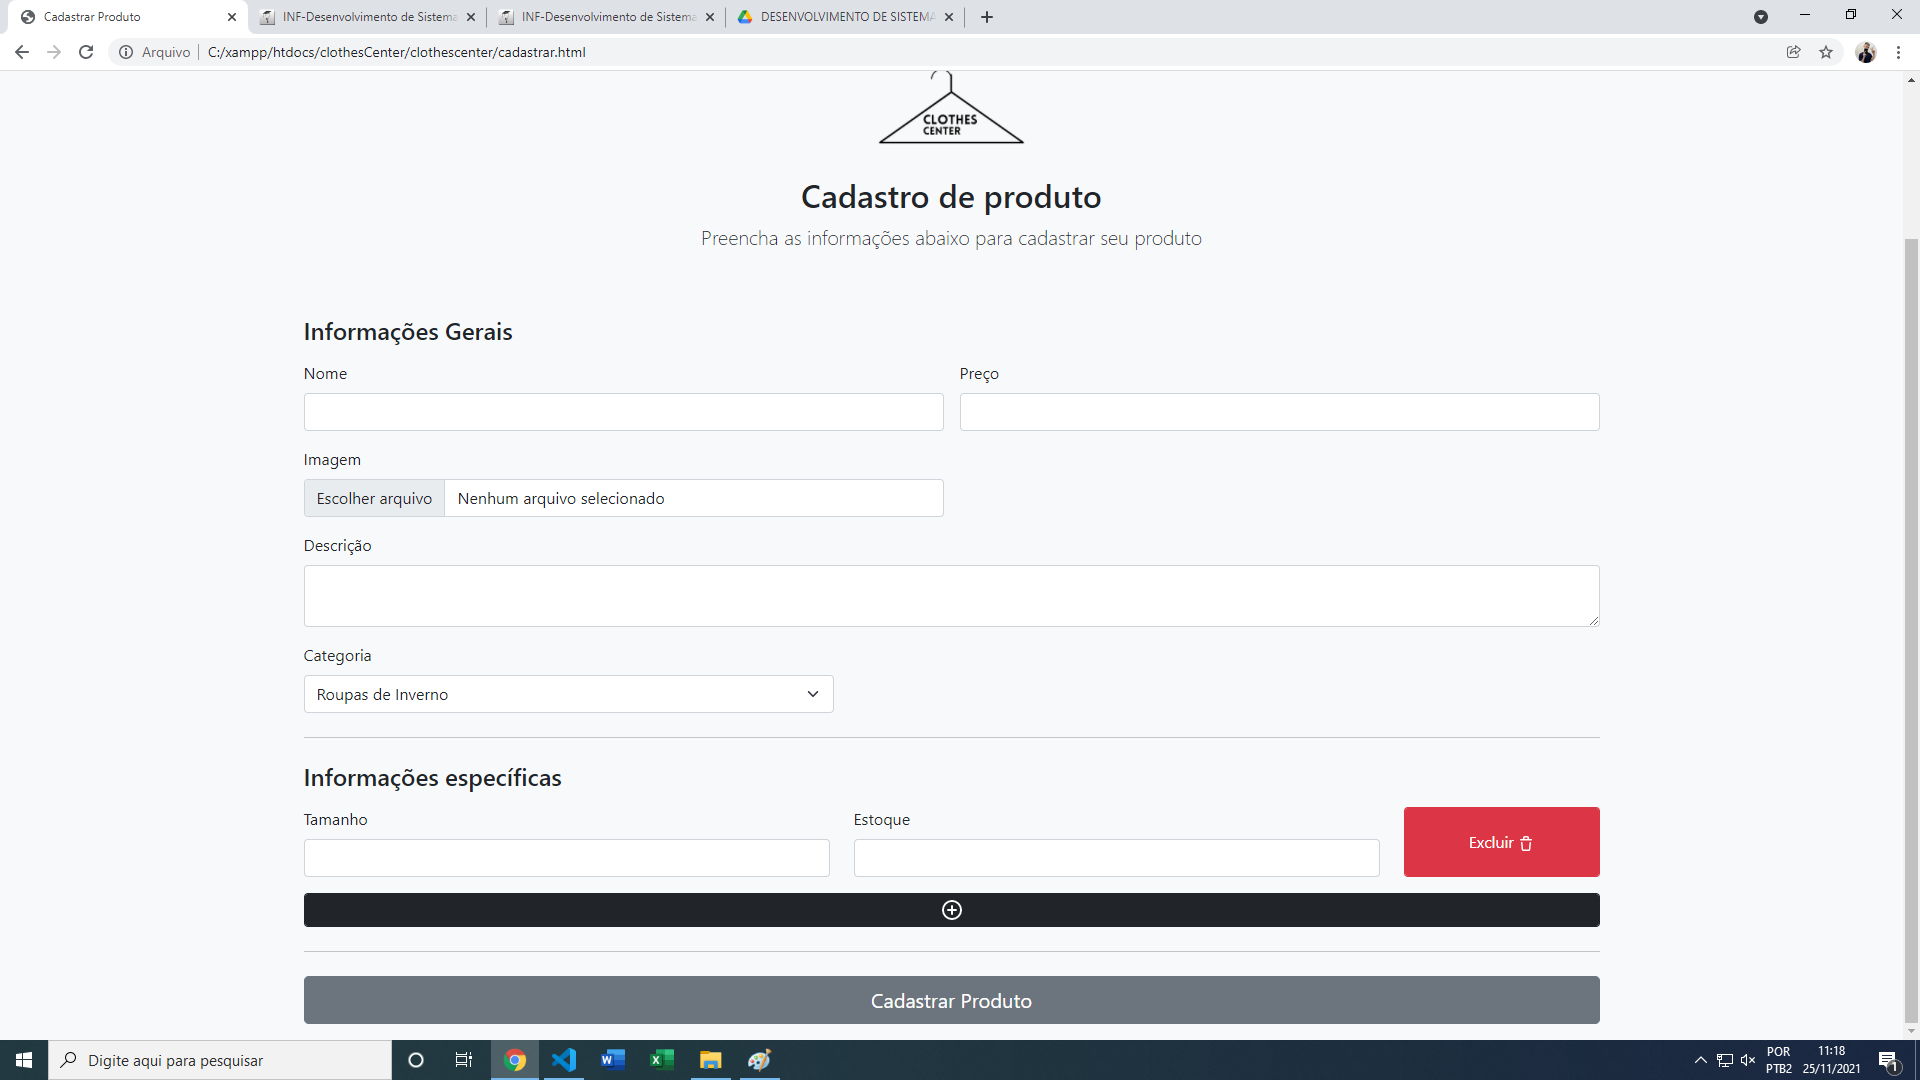 Cadastrar Produto
INF-Desenvolvimento de Sistema
INF-Desenvolvimento de Sistema
DESENVOLVIMENTO DE SISTEMA
Arquivo
C:/xampp/htdocs/clothesCenter/clothescenter/cadastrar.html
CLOTHES
CENTER
Cadastro de produto
Preencha as informações abaixo para cadastrar seu produto
Informações Gerais
Nome
Preço
Imagem
Escolher arquivo
Nenhum arquivo selecionado
Descrição
Categoria
Roupas de Inverno
Informações específicas
Tamanho
Estoque
Excluir
Cadastrar Produto
Digite aqui para pesquisar
POR
PTB2
11:18
25/11/2021
1